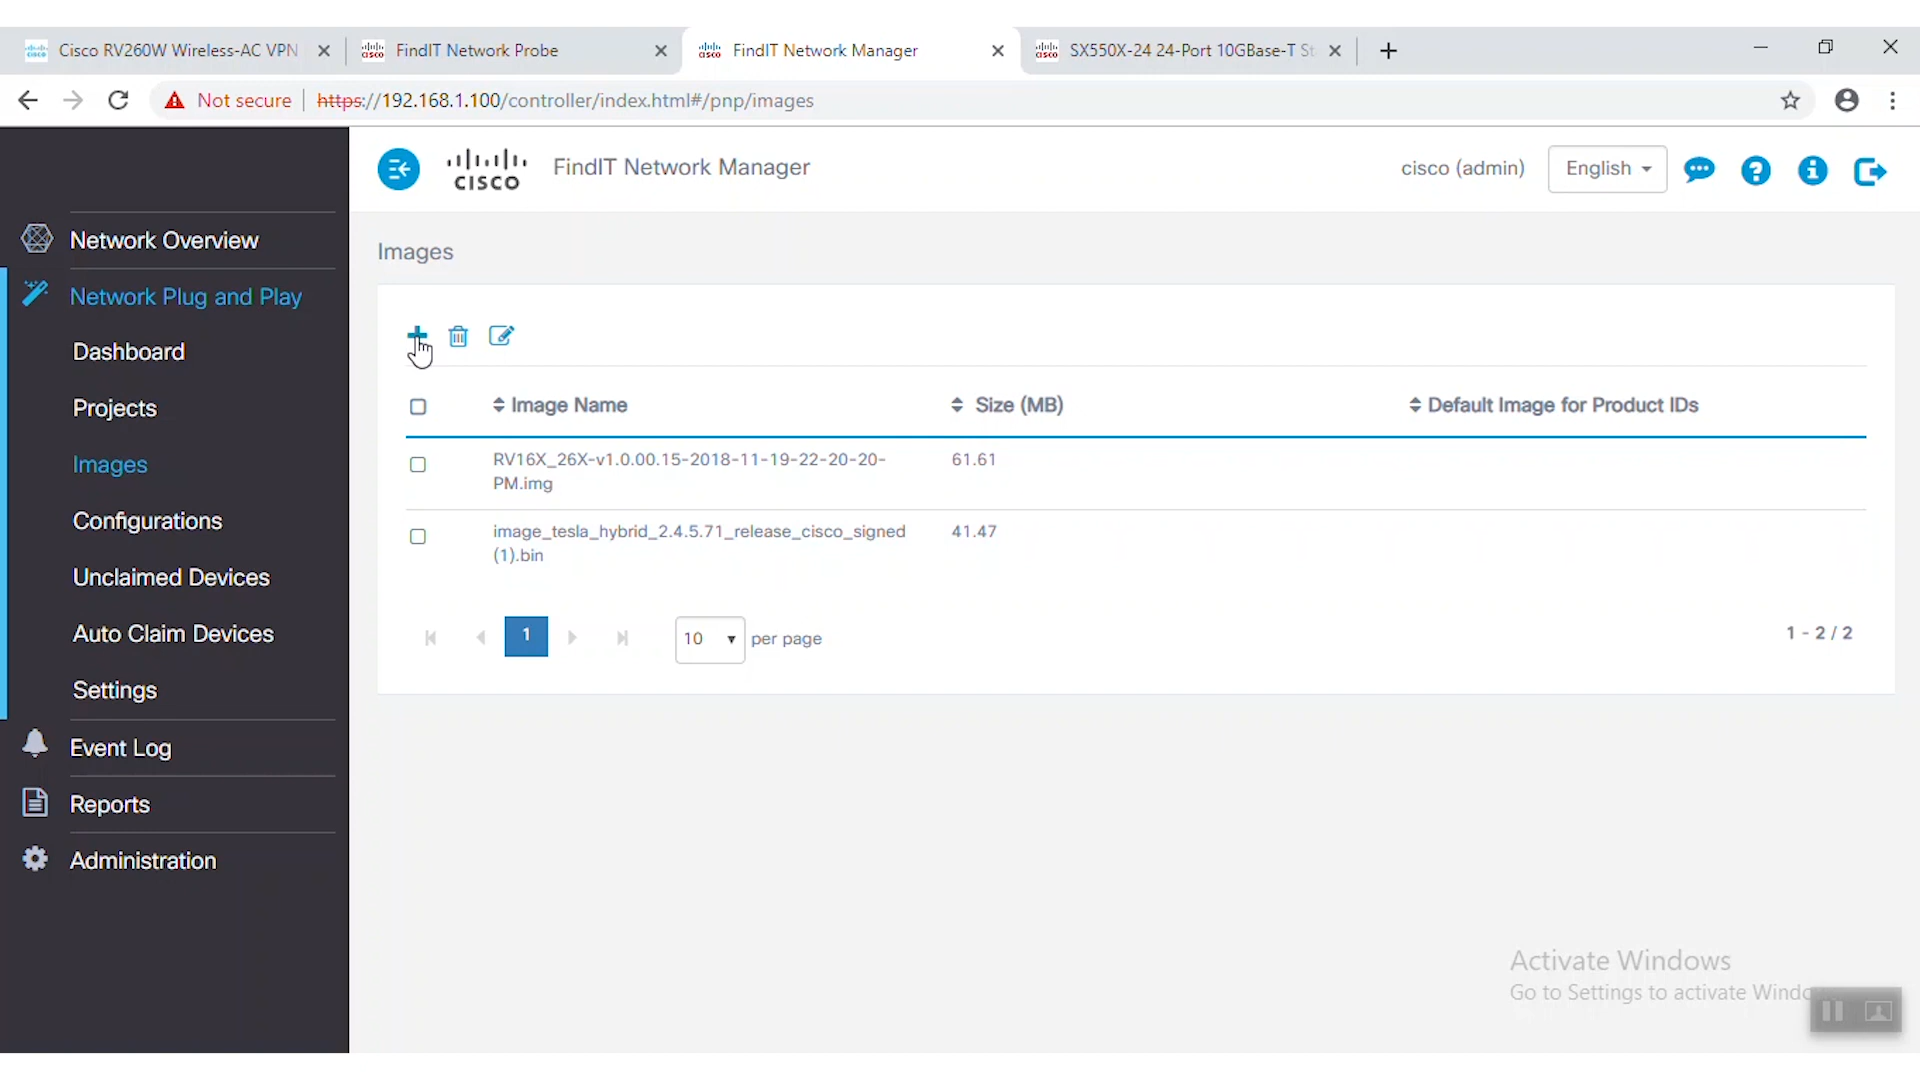 Cisco RV260W Wireless-AC VPN
FindIT Network Probe
FindIT Network Manager
SX550X-24 24-Port 10GBase-T St
Not secure
https://192.168.1.100/controller/index.html#/pnp/images
CISCO
FindIT Network Manager
cisco (admin)
English
Network Overview
Network Plug and Play
Dashboard
Projects
Images
Configurations
Unclaimed Devices
Auto Claim Devices
Settings
Event Log
Reports
Administration
Images
Image Name
Size (MB)
Default Image for Product IDs
RV16X_26X-v1.0.00.15-2018-11-19-22-20-20-
PM.img
61.61
image_tesla_hybrid_2.4.5.71_release_cisco_signed
(1).bin
41.47
1
10
per page
1 - 2 / 2
Activate Windows
Go to Settings to activate Windo